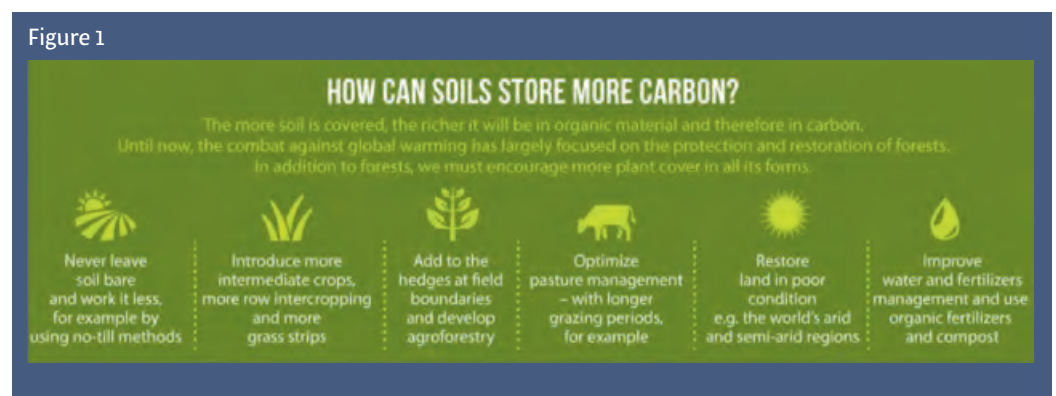 Figure 1
HOW CAN SOILS STORE MORE CARBON?
The more soil is covered, the richer it will be in organic material and therefore in carbon.
Until now, the combat against global warming has largely focused on the protection and restoration of forests.
In addition to forests, we must encourage more plant cover in all its forms.
Never leave
soil bare
and work it less,
for example by
using no-till methods
Introduce more
intermediate crops,
more row intercropping
and more
grass strips
Add to the
hedges at field
boundaries
and develop
agroforestry
Optimize
pasture management
– with longer
grazing periods,
for example
Restore
land in poor
condition
e.g. the world's arid
and semi-arid regions
Improve
water and fertilizers
management and use
organic fertilizers
and compost